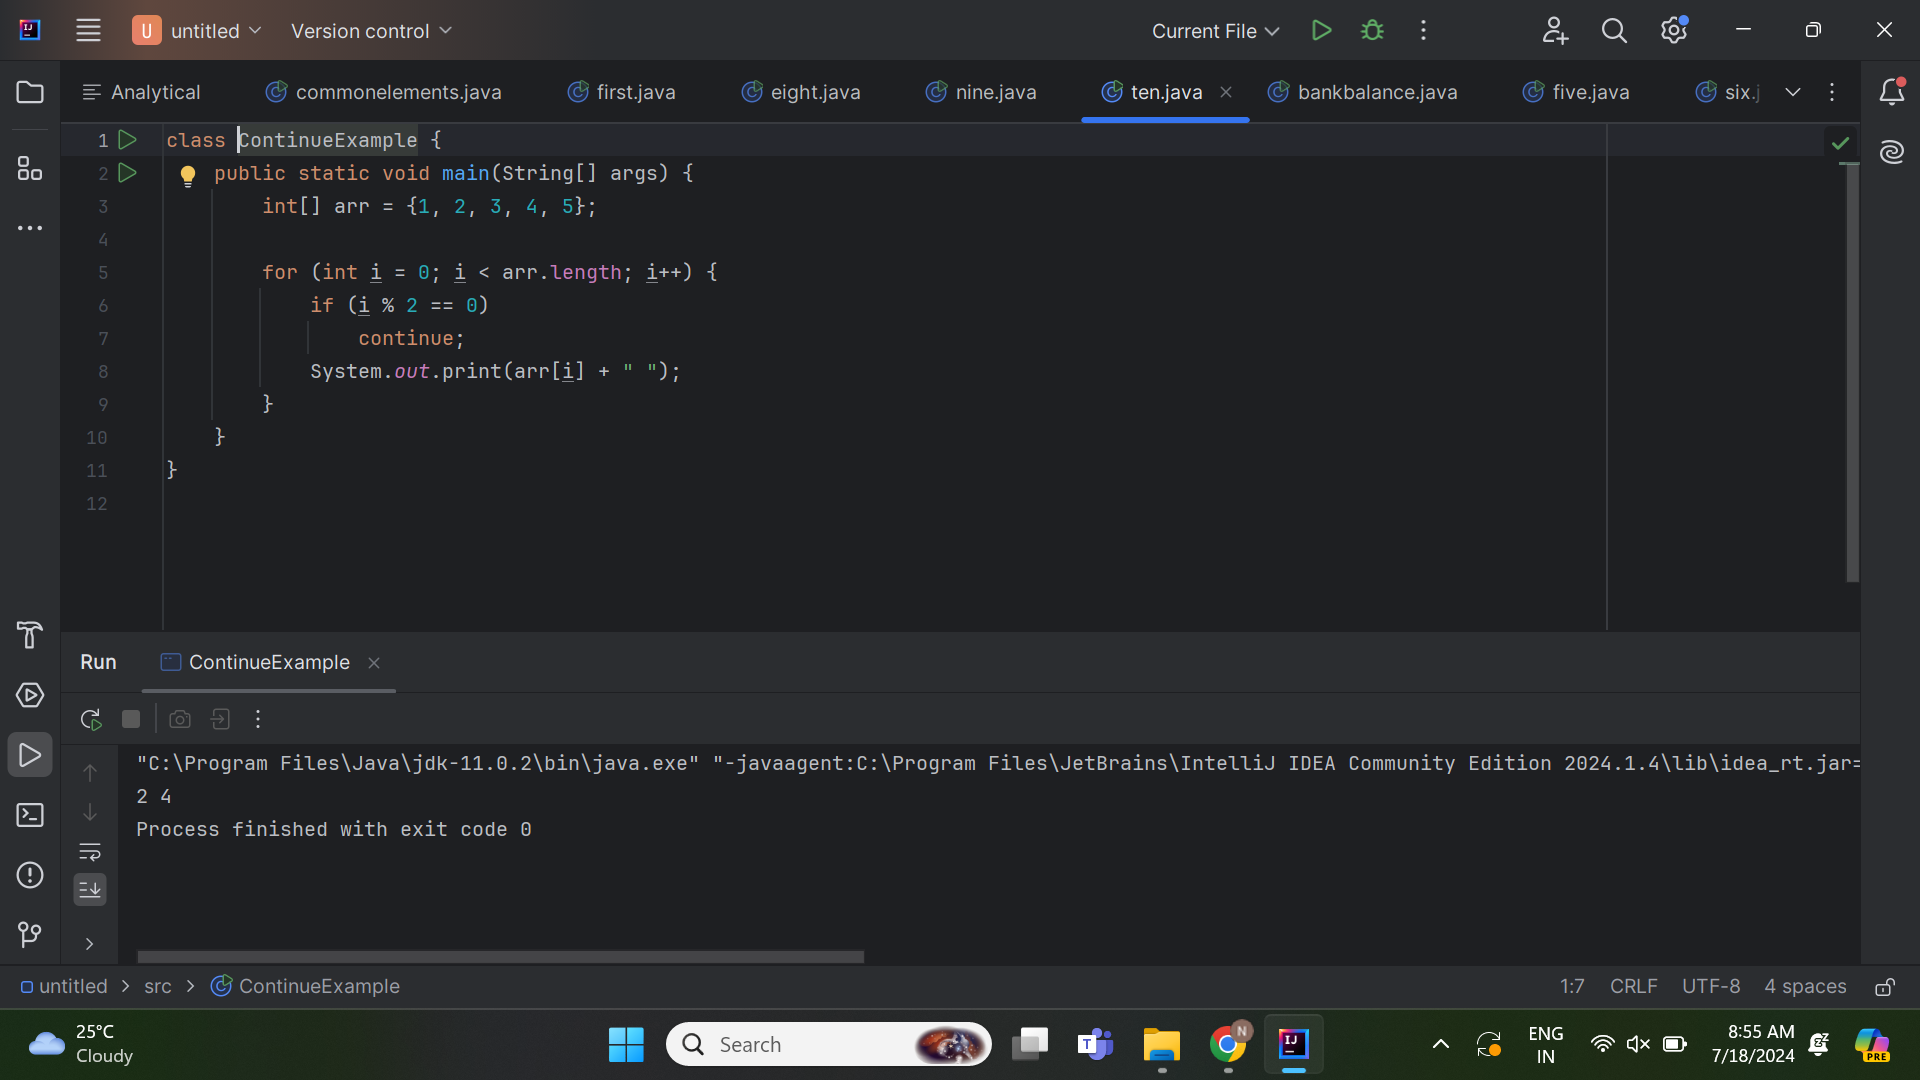 untitled Version control Current File
Analytical commonelements.java first.java eight.java nine.java ten.java bankbalance.java five.java six.j
1 class ContinueExample {
2 public static void main(String[] args) {
3 int[] arr = {1, 2, 3, 4, 5};
4
5 for (int i = 0; i < arr.length; i++) {
6 if (i % 2 == 0)
7 continue;
8 System.out.print(arr[i] + " ");
9 }
10 }
11 }
12
Run ContinueExample
"C:\Program Files\Java\jdk-11.0.2\bin\java.exe" "-javaagent:C:\Program Files\JetBrains\IntelliJ IDEA Community Edition 2024.1.4\lib\idea_rt.jar=
2 4
Process finished with exit code 0
untitled > src > ContinueExample 1:7 CRLF UTF-8 4 spaces
25°C
Cloudy
Search
N
ENG
IN
8:55 AM
7/18/2024
PRE